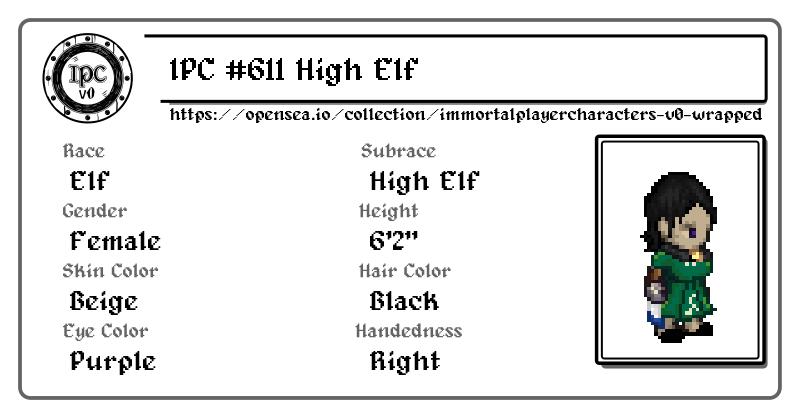 IPC
v0
IPC #611 High Elf
https://opensea.io/collection/immortalplayercharacters-v0-wrapped
Race
Subrace
Elf
High Elf
Gender
Height
Female
6'2"
Skin Color
Hair Color
Beige
Black
Eye Color
Handedness
Purple
Right